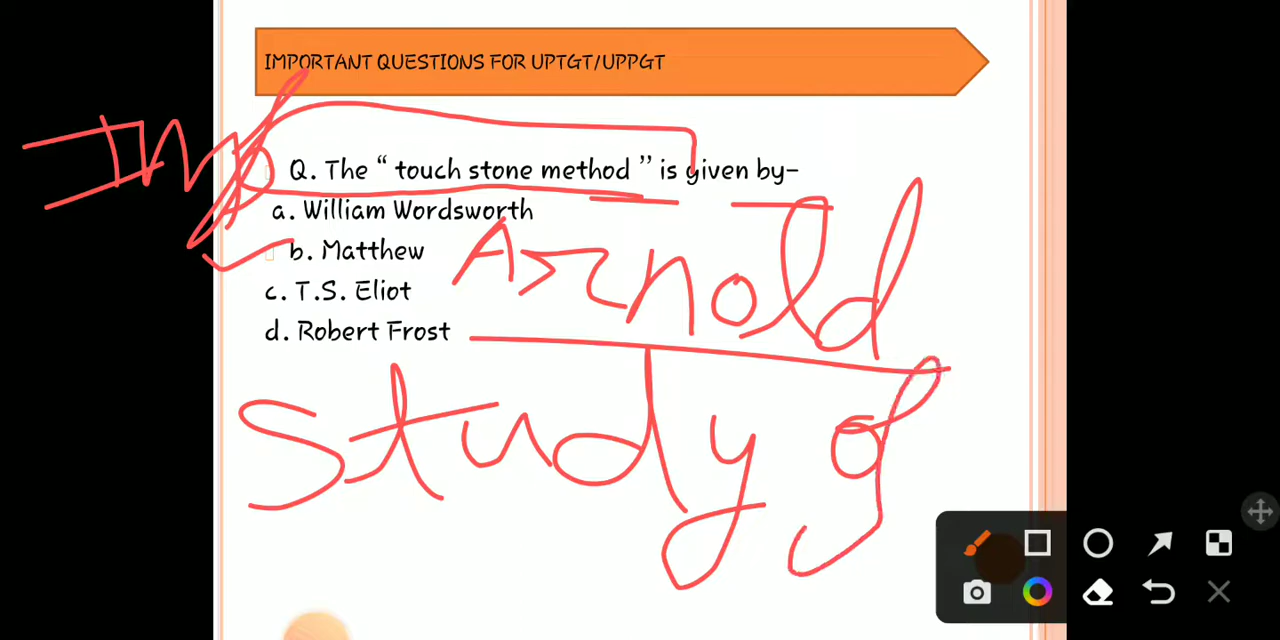 IMPORTANT QUESTIONS FOR UPTGT/UPPGT
Imp
Q. The “ touch stone method ” is given by–
a. William Wordsworth
b. Matthew Arnold
c. T.S. Eliot
d. Robert Frost
Study of